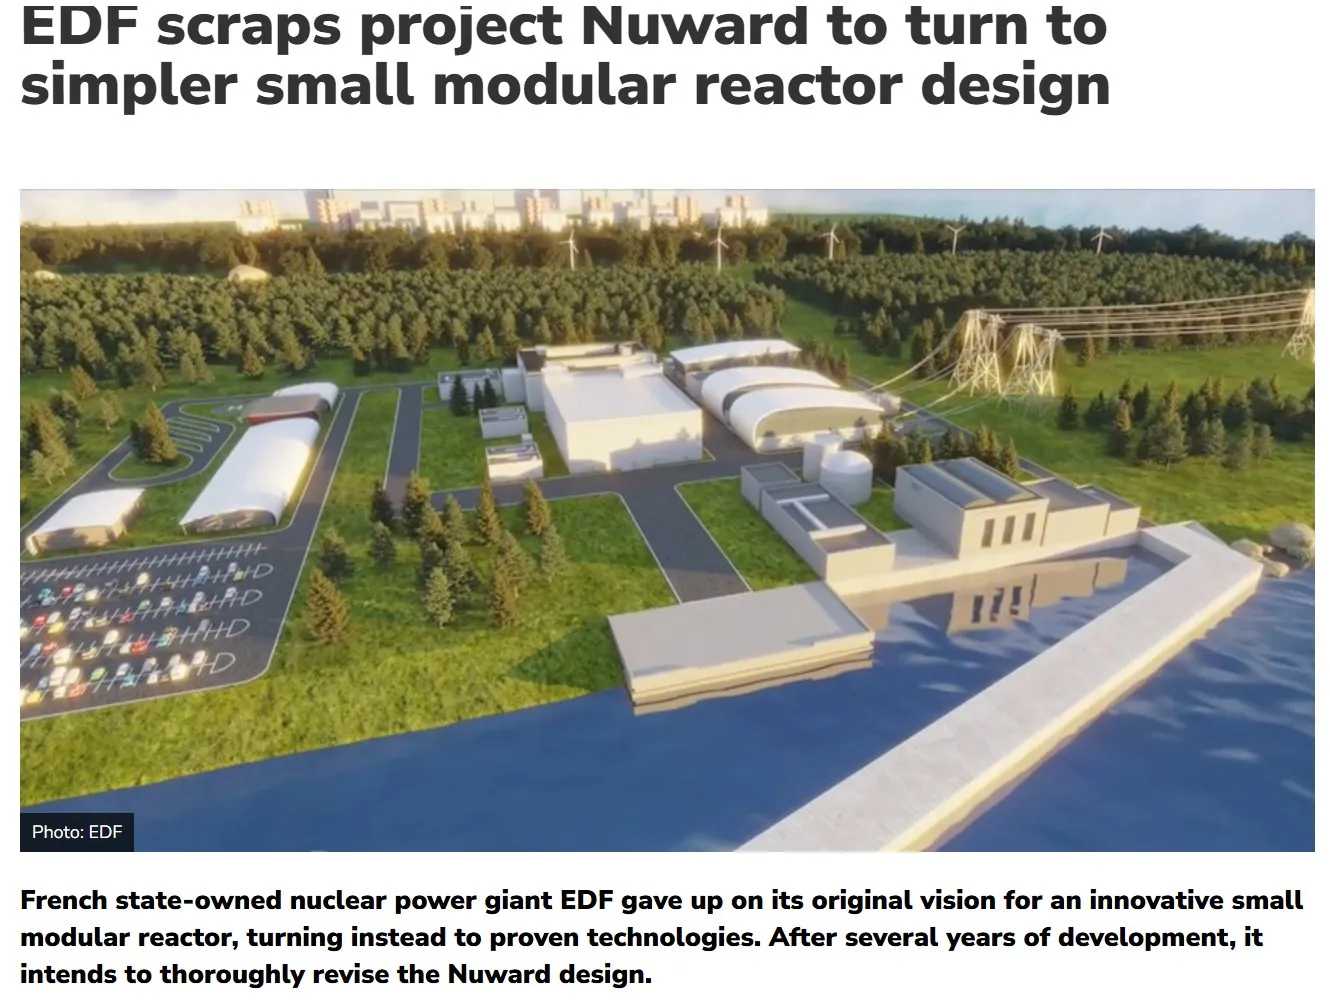 EDF scraps project Nuward to turn to
simpler small modular reactor design
Photo: EDF
French state-owned nuclear power giant EDF gave up on its original vision for an innovative small
modular reactor, turning instead to proven technologies. After several years of development, it
intends to thoroughly revise the Nuward design.